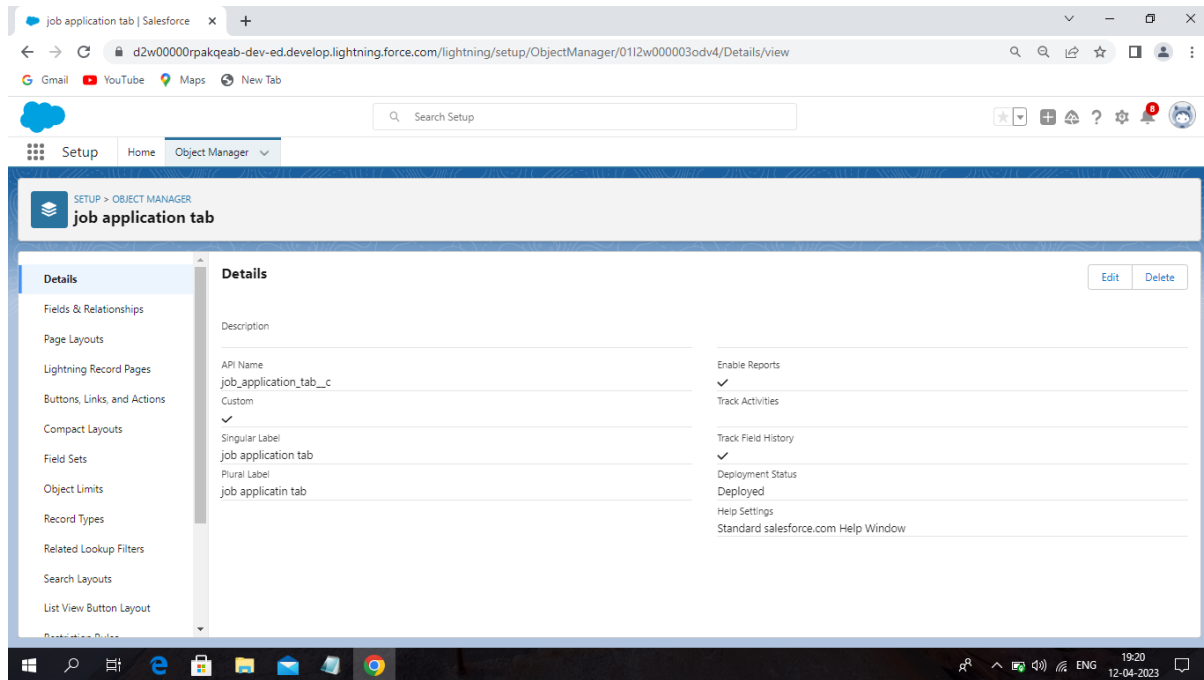 job application tab | Salesforce
d2w00000rpakqeab-dev-ed.develop.lightning.force.com/lightning/setup/ObjectManager/01I2w000003odv4/Details/view
Gmail YouTube Maps New Tab
Search Setup
8
Setup Home Object Manager
SETUP > OBJECT MANAGER
job application tab
Details
Fields & Relationships
Page Layouts
Lightning Record Pages
Buttons, Links, and Actions
Compact Layouts
Field Sets
Object Limits
Record Types
Related Lookup Filters
Search Layouts
List View Button Layout
Restriction Rules
Details
Edit Delete
Description
API Name
job_application_tab__c
Custom
Singular Label
job application tab
Plural Label
job applicatin tab
Enable Reports
Track Activities
Track Field History
Deployment Status
Deployed
Help Settings
Standard salesforce.com Help Window
ENG
19:20
12-04-2023